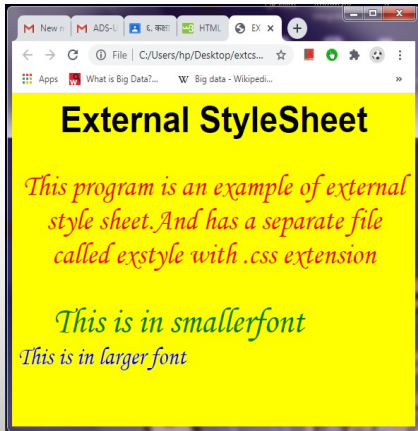 New n
ADS-U
६. कक्षा
HTML
EX
File | C:/Users/hp/Desktop/extcs...
Apps
What is Big Data?...
W Big data - Wikipedi...
External StyleSheet
This program is an example of external
style sheet.And has a separate file
called exstyle with .css extension
This is in smallerfont
This is in larger font